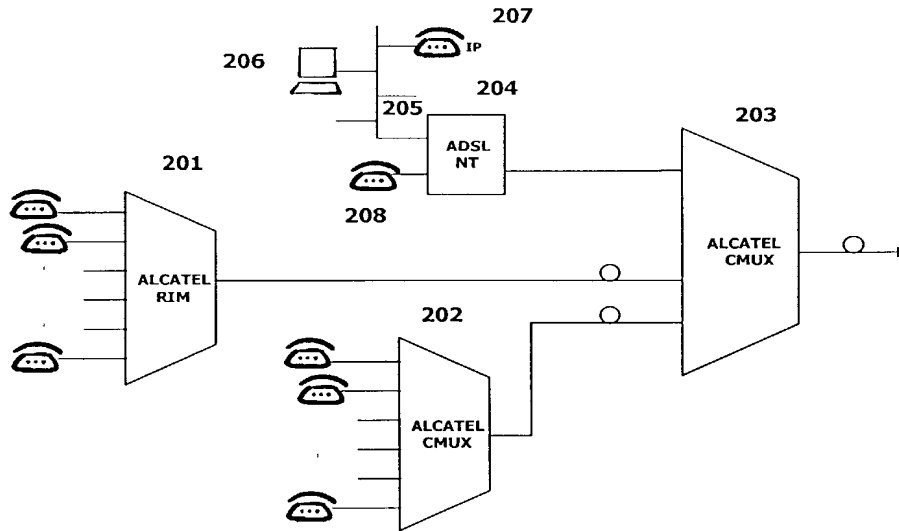 207
IP
206
204
205
203
ADSL
NT
201
208
ALCATEL
CMUX
ALCATEL
RIM
202
ALCATEL
CMUX